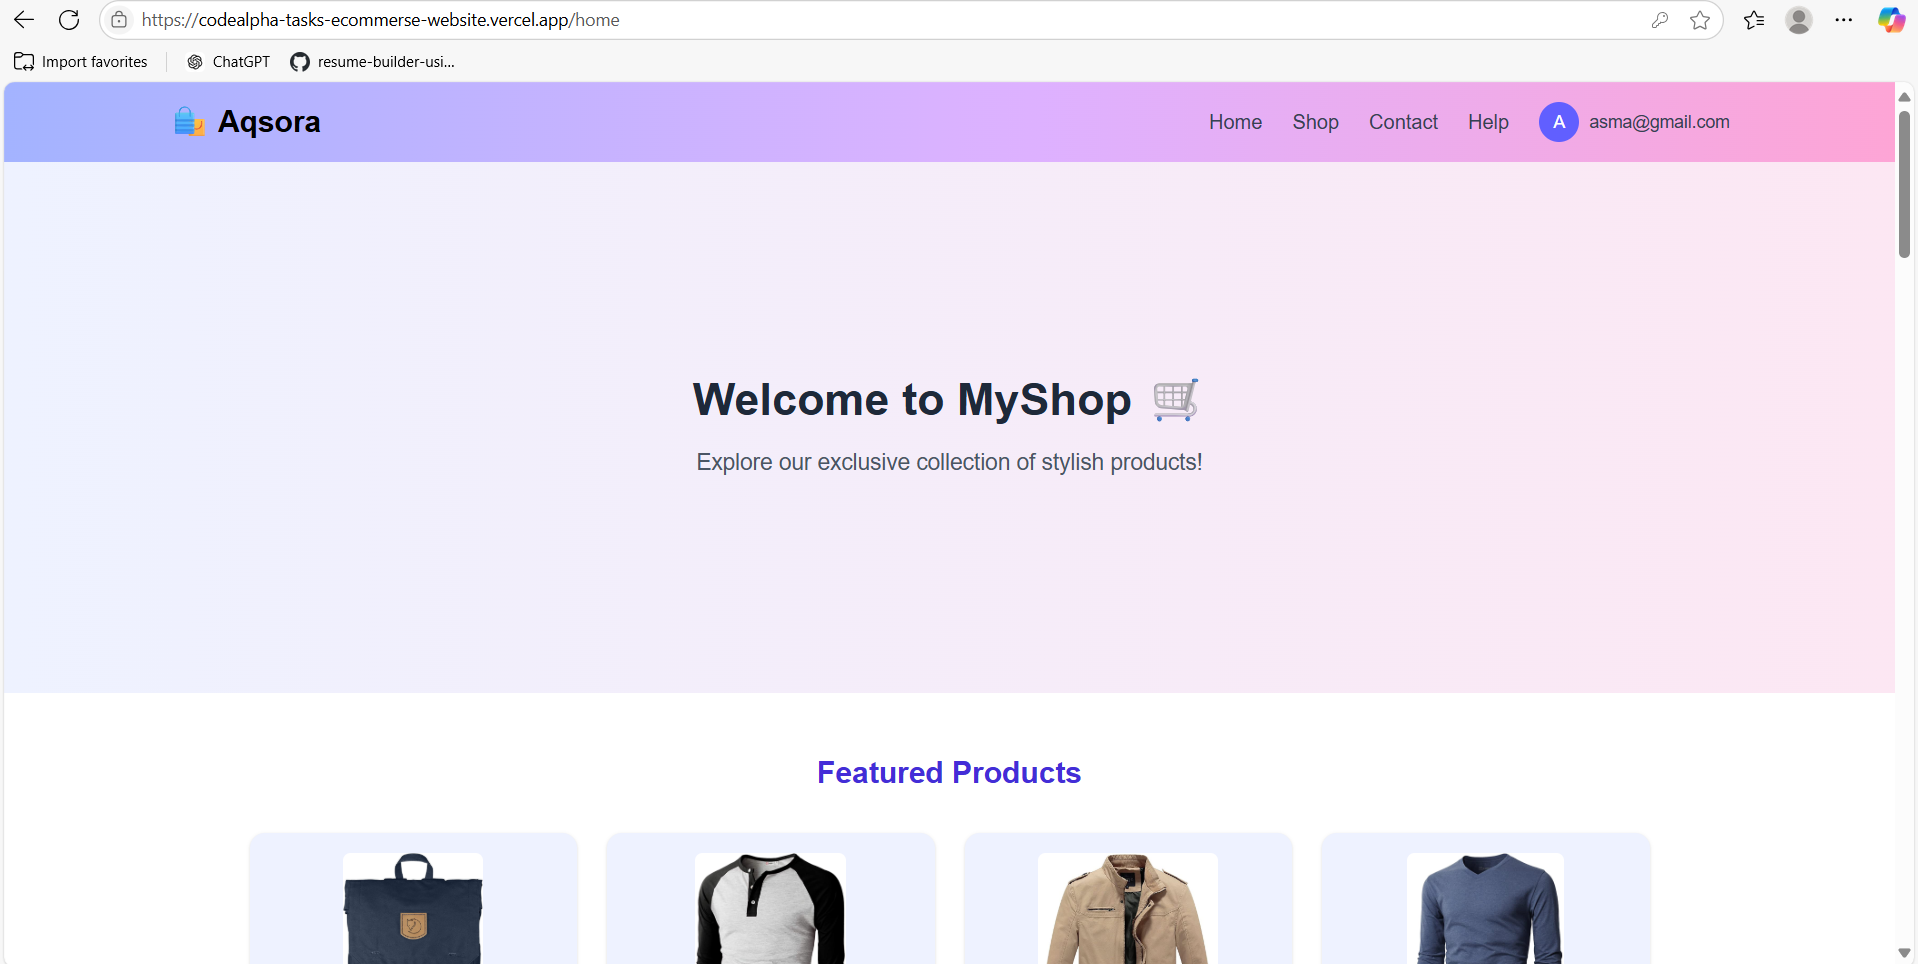 https://codealpha-tasks-ecommerse-website.vercel.app/home
Import favorites
ChatGPT
resume-builder-usi...
Aqsora
Home
Shop
Contact
Help
A
asma@gmail.com
Welcome to MyShop
Explore our exclusive collection of stylish products!
Featured Products